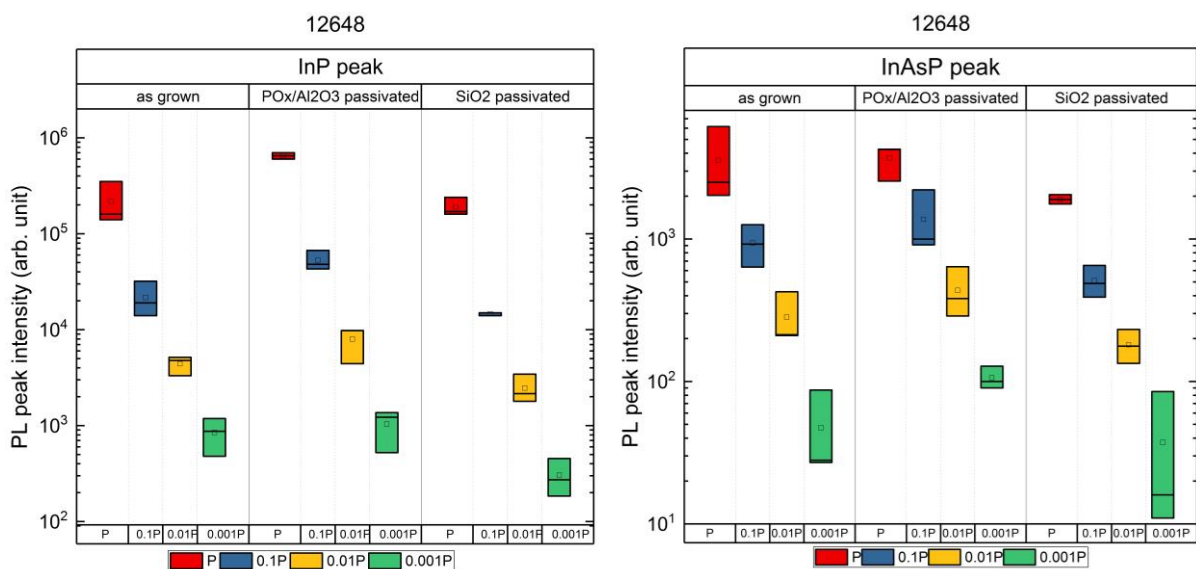 12648
InP peak
as grown
POx/Al2O3 passivated
SiO2 passivated
PL peak intensity (arb. unit)
10^6
10^5
10^4
10^3
10^2
P 0.1P 0.01P 0.001P P 0.1P 0.01P 0.001P P 0.1P 0.01P 0.001P
P 0.1P 0.01P 0.001P
12648
InAsP peak
as grown
POx/Al2O3 passivated
SiO2 passivated
PL peak intensity (arb. unit)
10^3
10^2
10^1
P 0.1P 0.01P 0.001P P 0.1P 0.01P 0.001P P 0.1P 0.01P 0.001P
P 0.1P 0.01P 0.001P